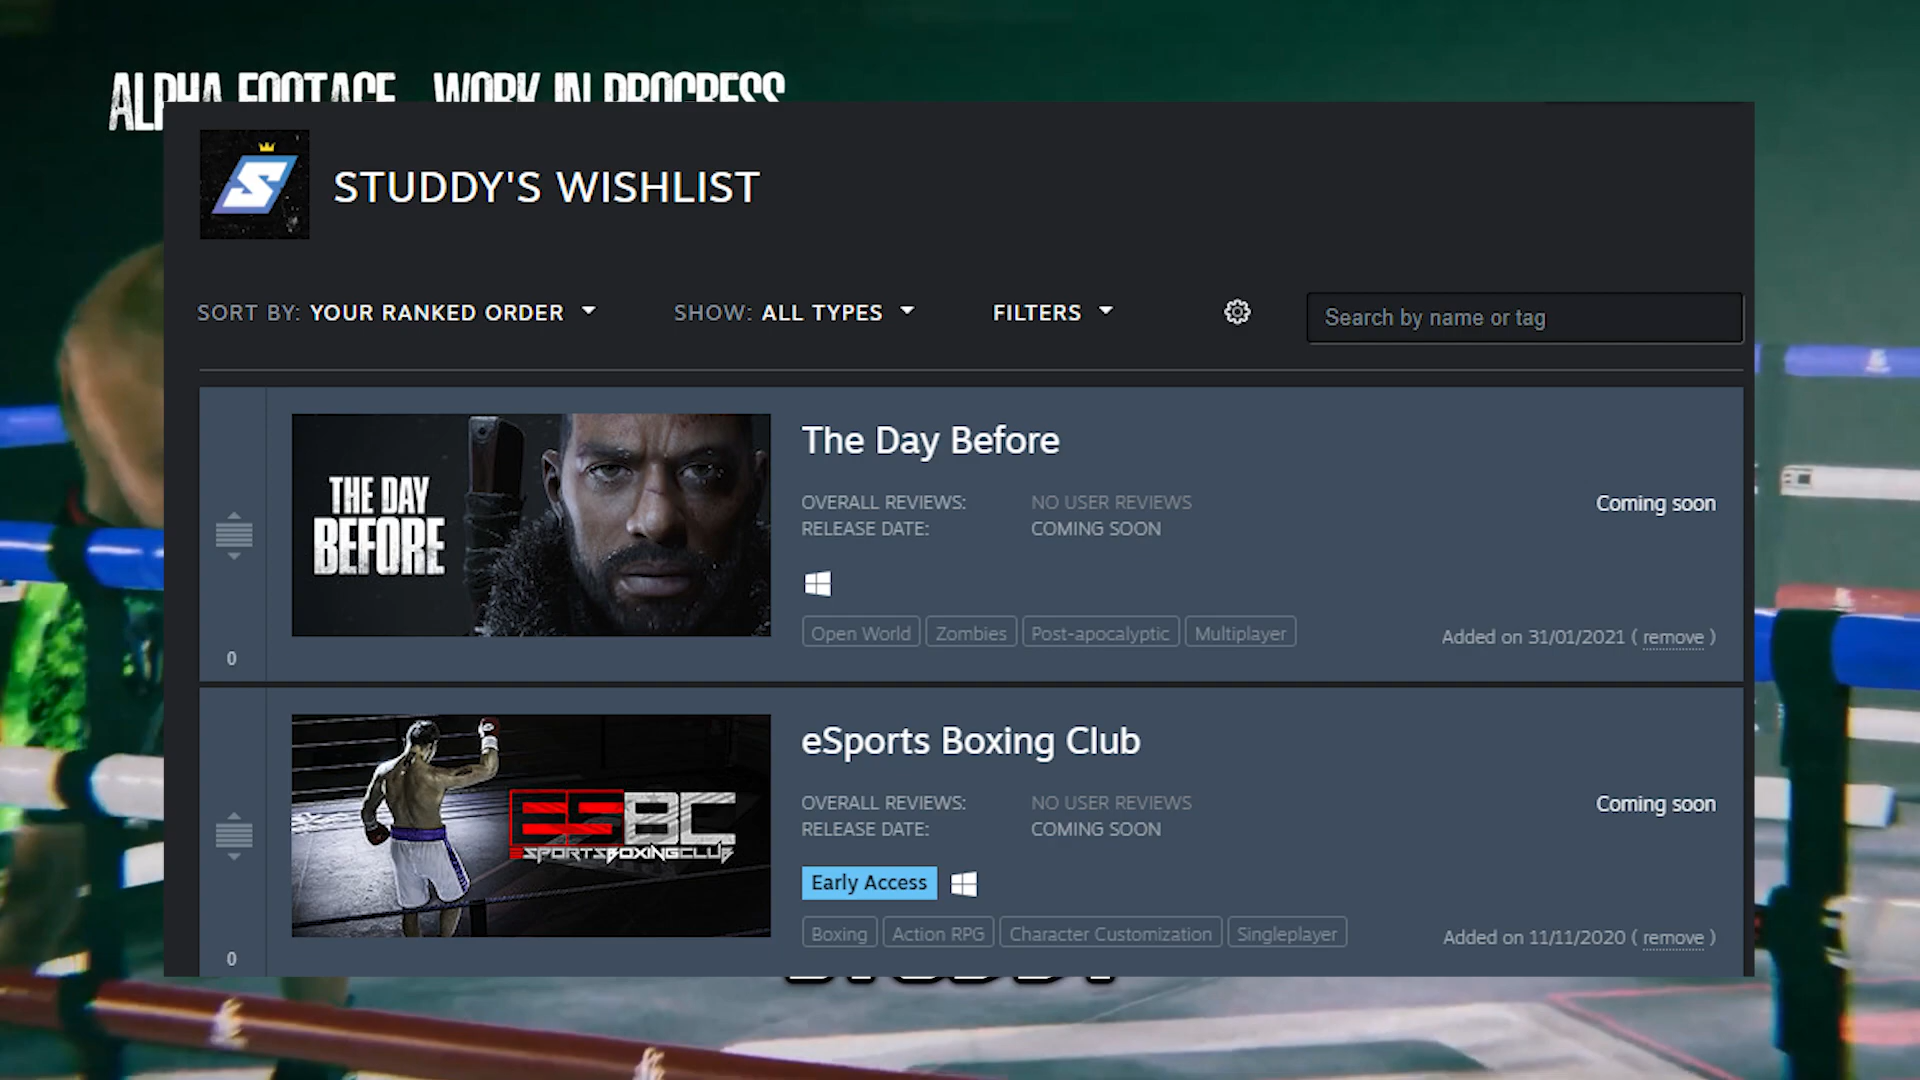 ALPHA FOOTAGE WORK IN PROGRESS
S
STUDDY'S WISHLIST
SORT BY: YOUR RANKED ORDER SHOW: ALL TYPES FILTERS Search by name or tag
THE DAY
BEFORE
The Day Before
OVERALL REVIEWS: NO USER REVIEWS
RELEASE DATE: COMING SOON
Coming soon
Open World Zombies Post-apocalyptic Multiplayer
Added on 31/01/2021 ( remove )
0
ESBC
ESPORTSBOXINGCLUB
eSports Boxing Club
OVERALL REVIEWS: NO USER REVIEWS
RELEASE DATE: COMING SOON
Coming soon
Early Access
Boxing Action RPG Character Customization Singleplayer
Added on 11/11/2020 ( remove )
0